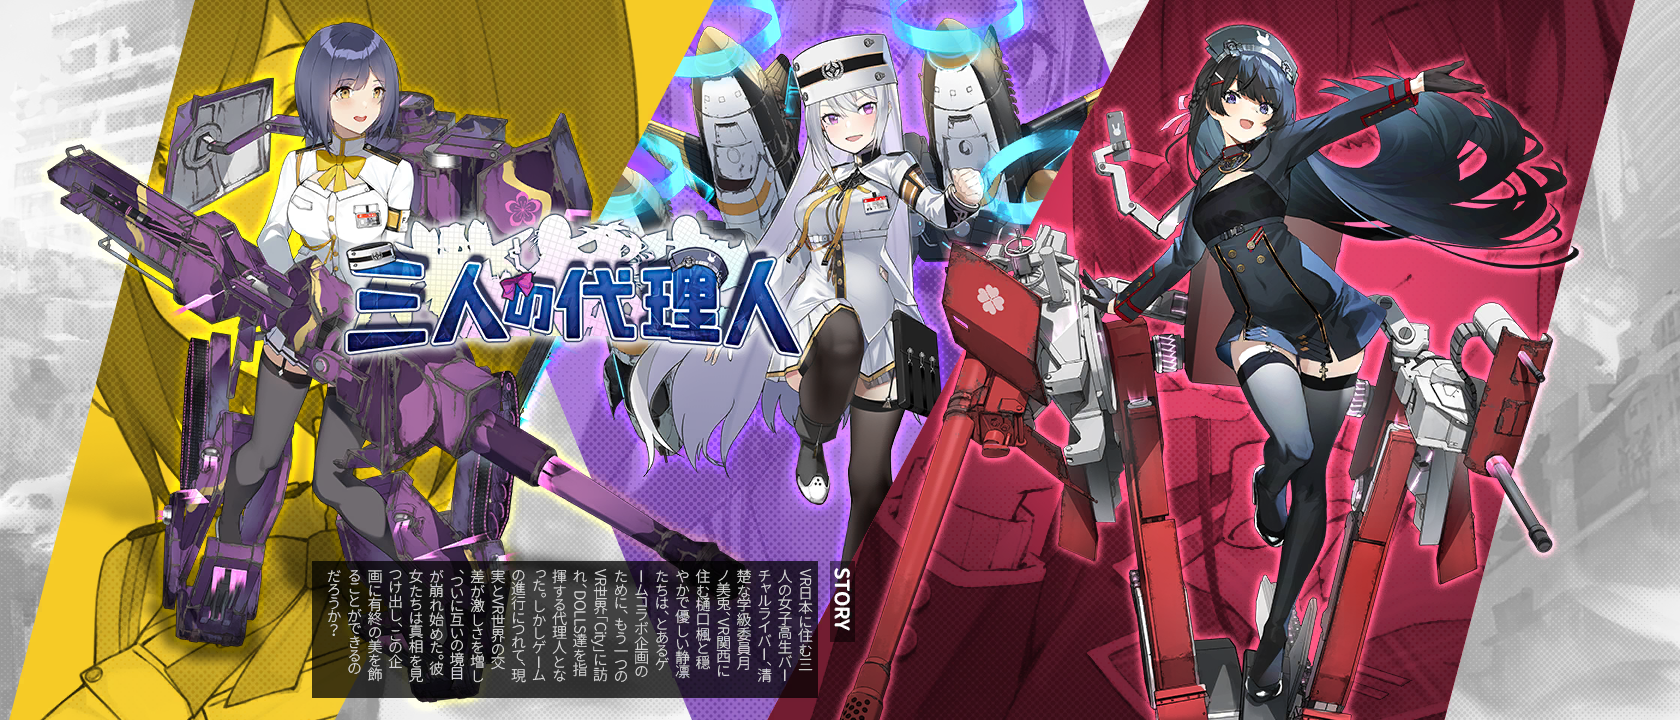 三人の代理人
STORY
VR日本に住む三
人の女子高生バー
チャルライバー、清
楚な学級委員月
ノ美兎、VR関西に
住む樋口楓と穏
やかで優しい静凛
たちは、とあるゲ
ームコラボ企画の
ために、もう一つの
VR世界「City」に訪
れ、DOLLS達を指
揮する代理人とな
った。しかしゲーム
の進行につれて、現
実とVR世界の交
差が激しさを増し
ついに互いの境目
が崩れ始めた。彼
女たちは真相を見
つけ出し、この企
画に有終の美を飾
ることができるの
だろうか？